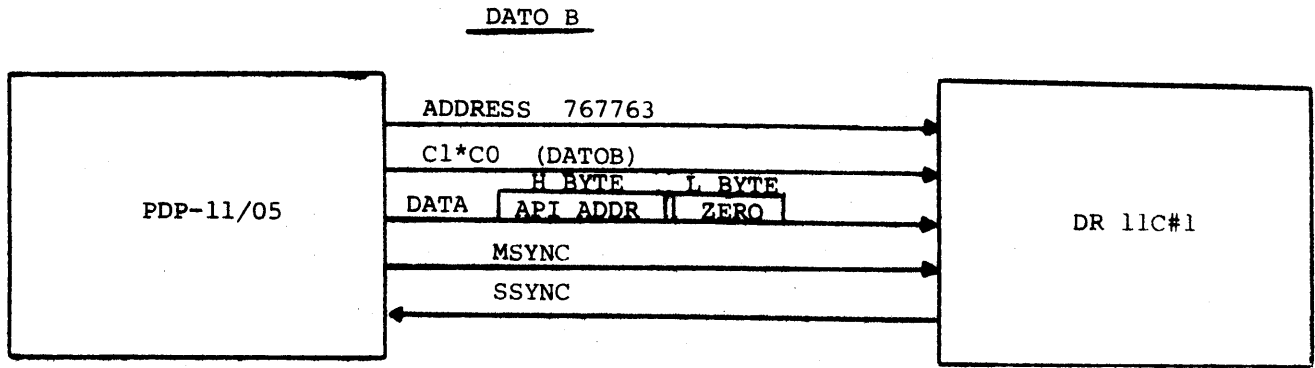 DATO B
ADDRESS 767763
C1*C0 (DATOB)
H BYTE L BYTE
DATA API ADDR ZERO
MSYNC
SSYNC
PDP-11/05
DR 11C#1